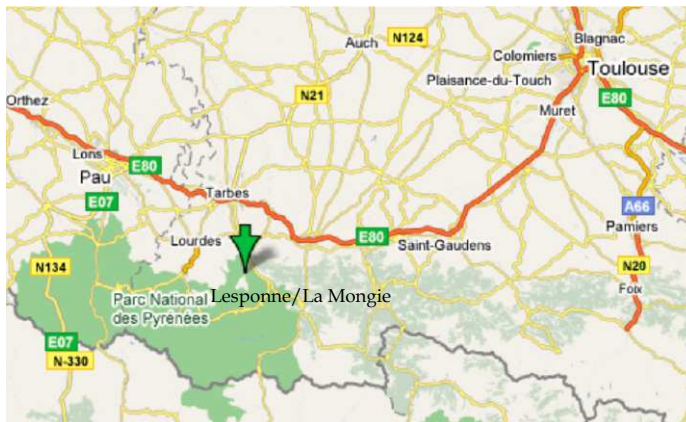 Blagnac
Auch
N124
Colomiers
Toulouse
Plaisance-du-Touch
Orthez
N21
E80
Muret
Lons
E80
Pau
E07
Tarbes
A66
Pamiers
Lourdes
E80
Saint-Gaudens
N134
N20
Foix
Parc National
des Pyrénées
Lesponne/La Mongie
E07
N-330